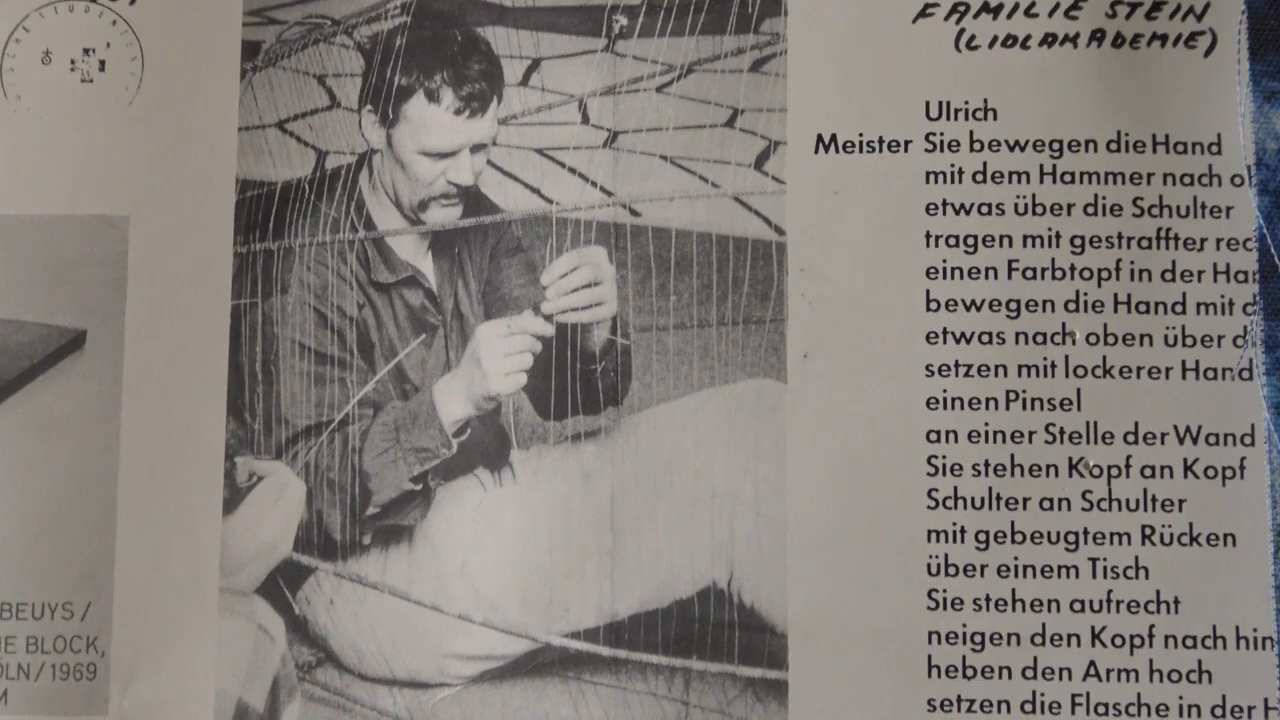 BEUYS /
BLOCK,
1969
FAMILIE STEIN
(LIDLAKADEMIE)
Ulrich
Meister Sie bewegen die Hand
mit dem Hammer nach
etwas über die Schulter
tragen mit gestraffter
einen Farbtopf in der
bewegen die Hand mit
etwas nach oben über
setzen mit lockerer Hand
einen Pinsel
an einer Stelle der Wand
Sie stehen Kopf an Kopf
Schulter an Schulter
mit gebeugtem Rücken
über einem Tisch
Sie stehen aufrecht
neigen den Kopf nach
heben den Arm hoch
setzen die Flasche in der